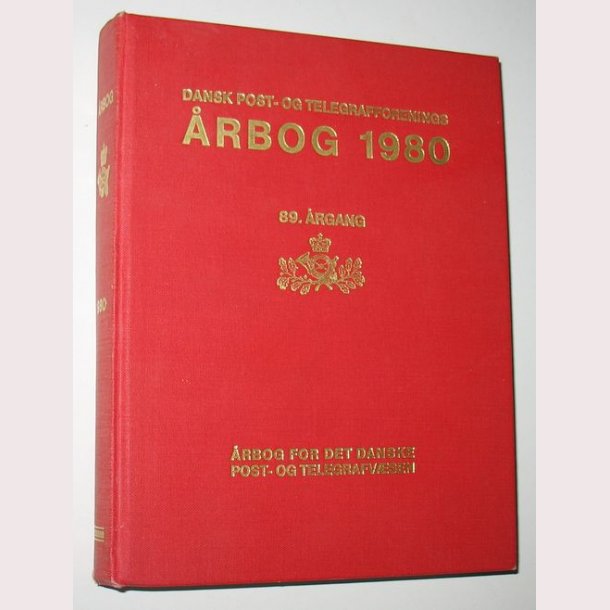 DANSK POST- OG TELEGRAFFORENINGS
ÅRBOG 1980
89. ÅRGANG
ÅRBOG FOR DET DANSKE
POST- OG TELEGRAFVÆSEN